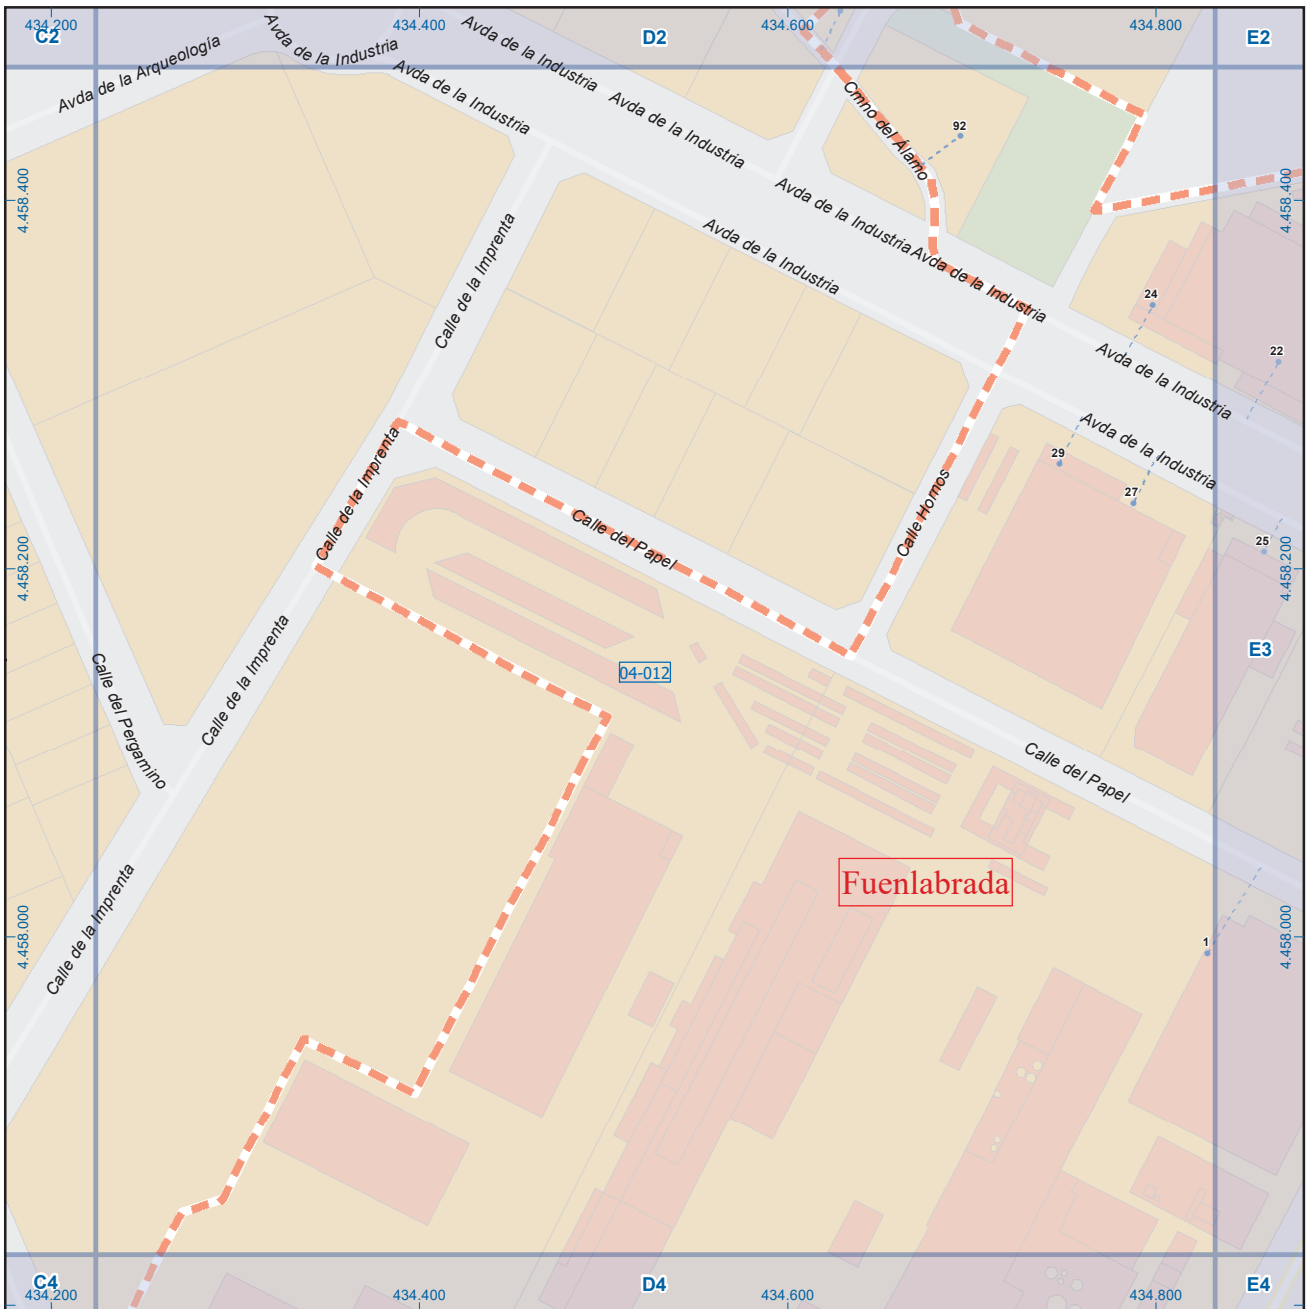 434.200
434.400
434.600
434.800
C2
D2
E2
Avda de la Arqueología
Avda de la Industria
Avda de la Industria
Avda de la Industria
Avda de la Industria
Cmno del Álamo
92
4.458.400
4.458.400
Avda de la Industria
Avda de la Industria
Avda de la Industria
Calle de la Imprenta
24
22
Avda de la Industria
Avda de la Industria
29
27
25
Calle de la Imprenta
Calle del Papel
Calle Hornos
4.458.200
4.458.200
Calle de la Imprenta
Calle del Pergamino
04-012
E3
Calle del Papel
Fuenlabrada
Calle de la Imprenta
4.458.000
4.458.000
1
C4
D4
E4
434.200
434.400
434.600
434.800